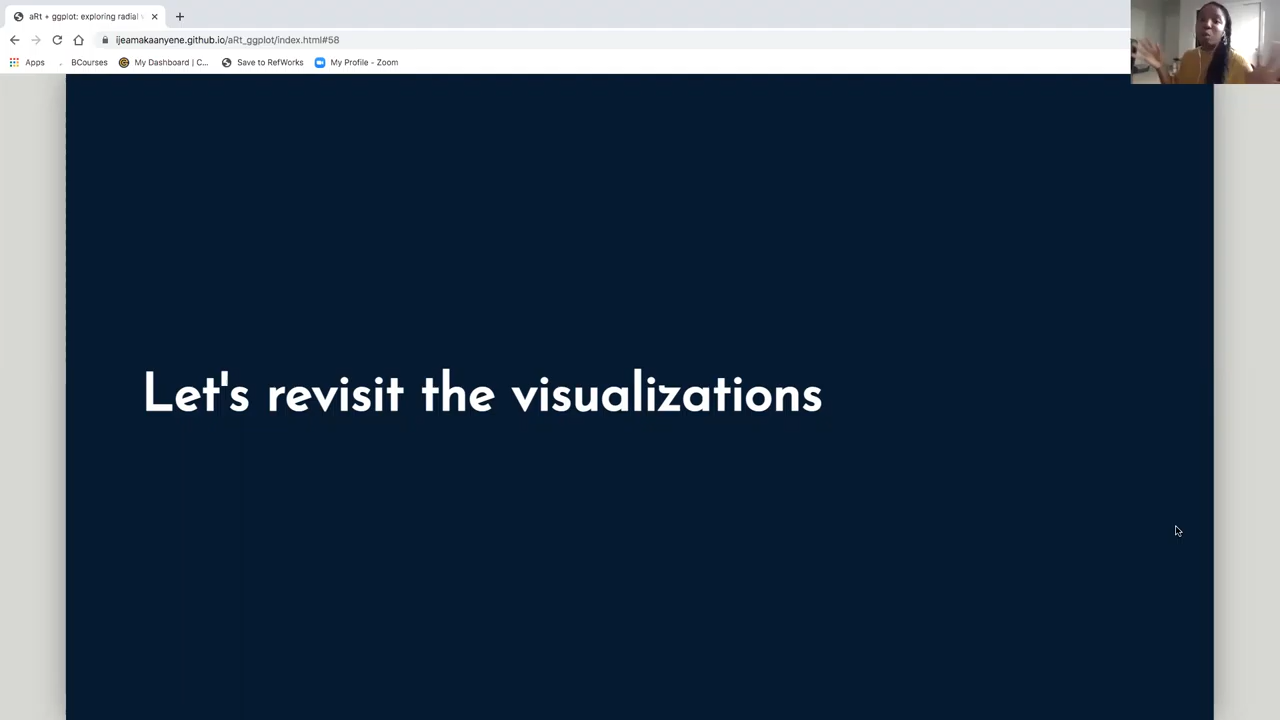 aRt + ggplot: exploring radial
ijeamakaanyene.github.io/aRt_ggplot/index.html#58
Apps BCourses My Dashboard | C... Save to RefWorks My Profile - Zoom
Let's revisit the visualizations